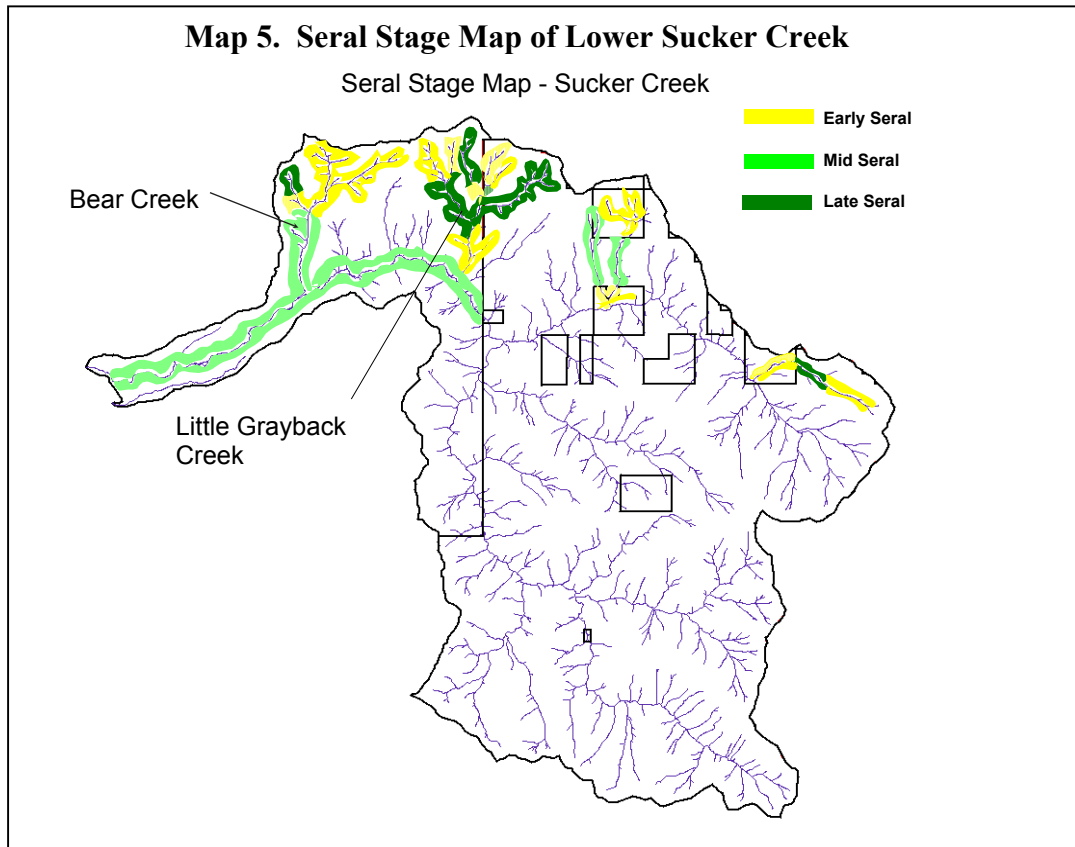 Map 5. Seral Stage Map of Lower Sucker Creek
Seral Stage Map - Sucker Creek
Early Seral
Mid Seral
Late Seral
Bear Creek
Little Grayback
Creek